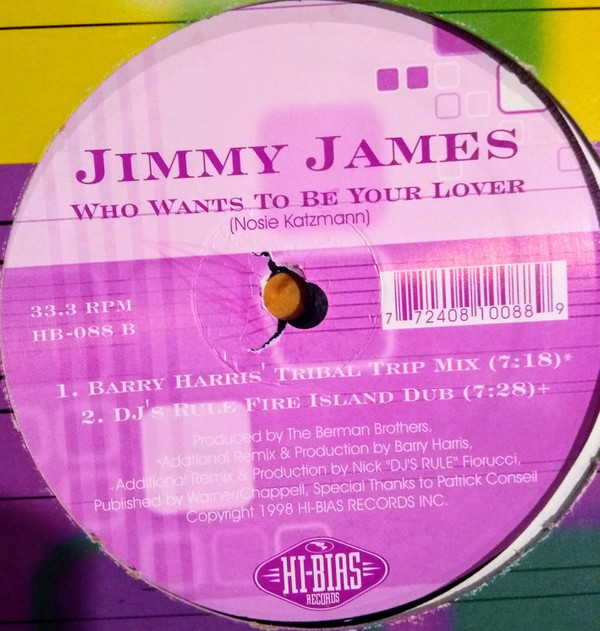 JIMMY JAMES
WHO WANTS TO BE YOUR LOVER
(Nosie Katzmann)
33.3 RPM
HB-088 B
7 72408 10088 9
1. BARRY HARRIS' TRIBAL TRIP MIX (7:18)*
2. DJ'S RULE FIRE ISLAND DUB (7:28)+
Produced by The Berman Brothers,
*Addtional Remix & Production by Barry Harris,
Additional Remix & Production by Nick "DJ'S RULE" Fiorucci,
Published by Warner/Chappell, Special Thanks to Patrick Conseil
Copyright 1998 HI-BIAS RECORDS INC.
HI-BIAS
RECORDS